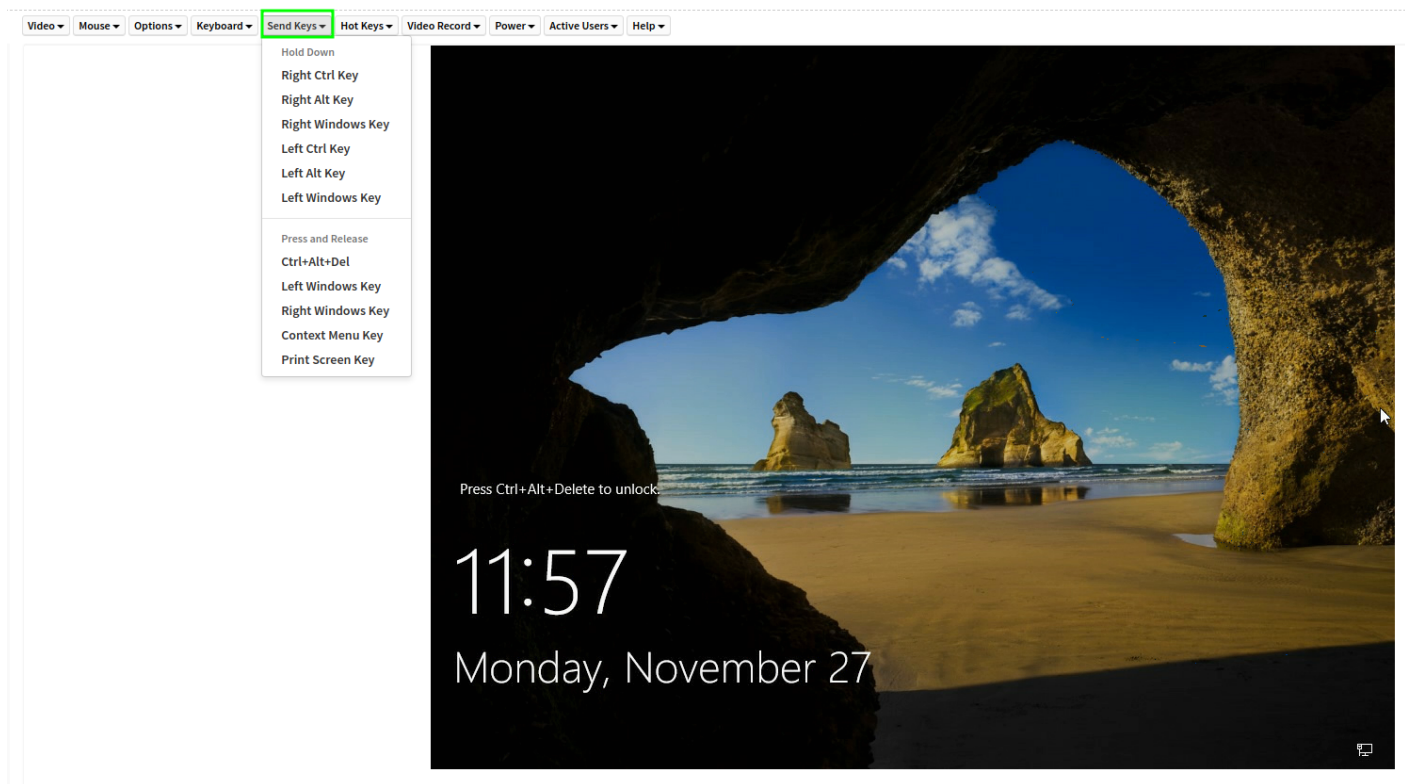 Video Mouse Options Keyboard Send Keys Hot Keys Video Record Power Active Users Help
Hold Down
Right Ctrl Key
Right Alt Key
Right Windows Key
Left Ctrl Key
Left Alt Key
Left Windows Key
Press and Release
Ctrl+Alt+Del
Left Windows Key
Right Windows Key
Context Menu Key
Print Screen Key
Press Ctrl+Alt+Delete to unlock.
11:57
Monday, November 27